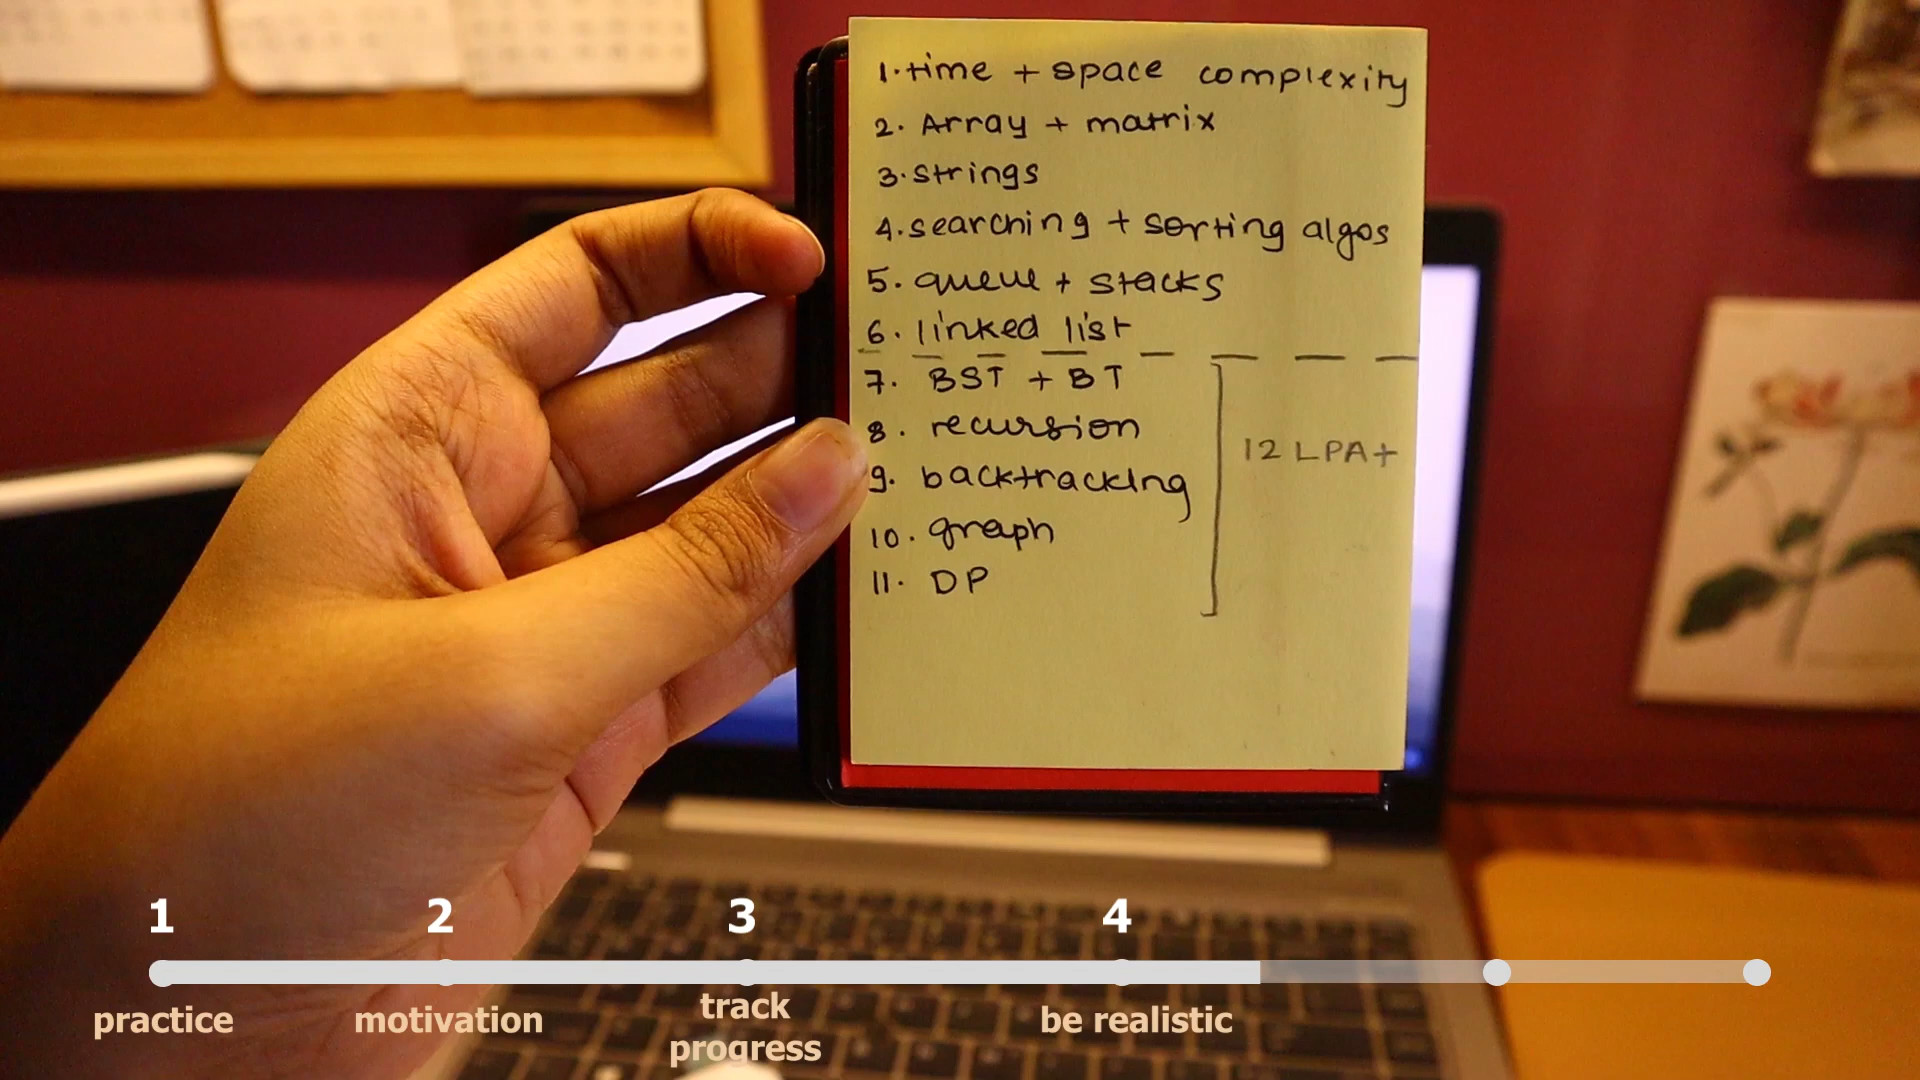 1. time + space complexity
2. Array + matrix
3. strings
4. searching + sorting algos
5. queue + stacks
6. linked list
7. BST + BT
8. recursion
12 LPA+
9. backtracking
10. graph
11. DP
1 2 3 4
practice motivation track progress be realistic